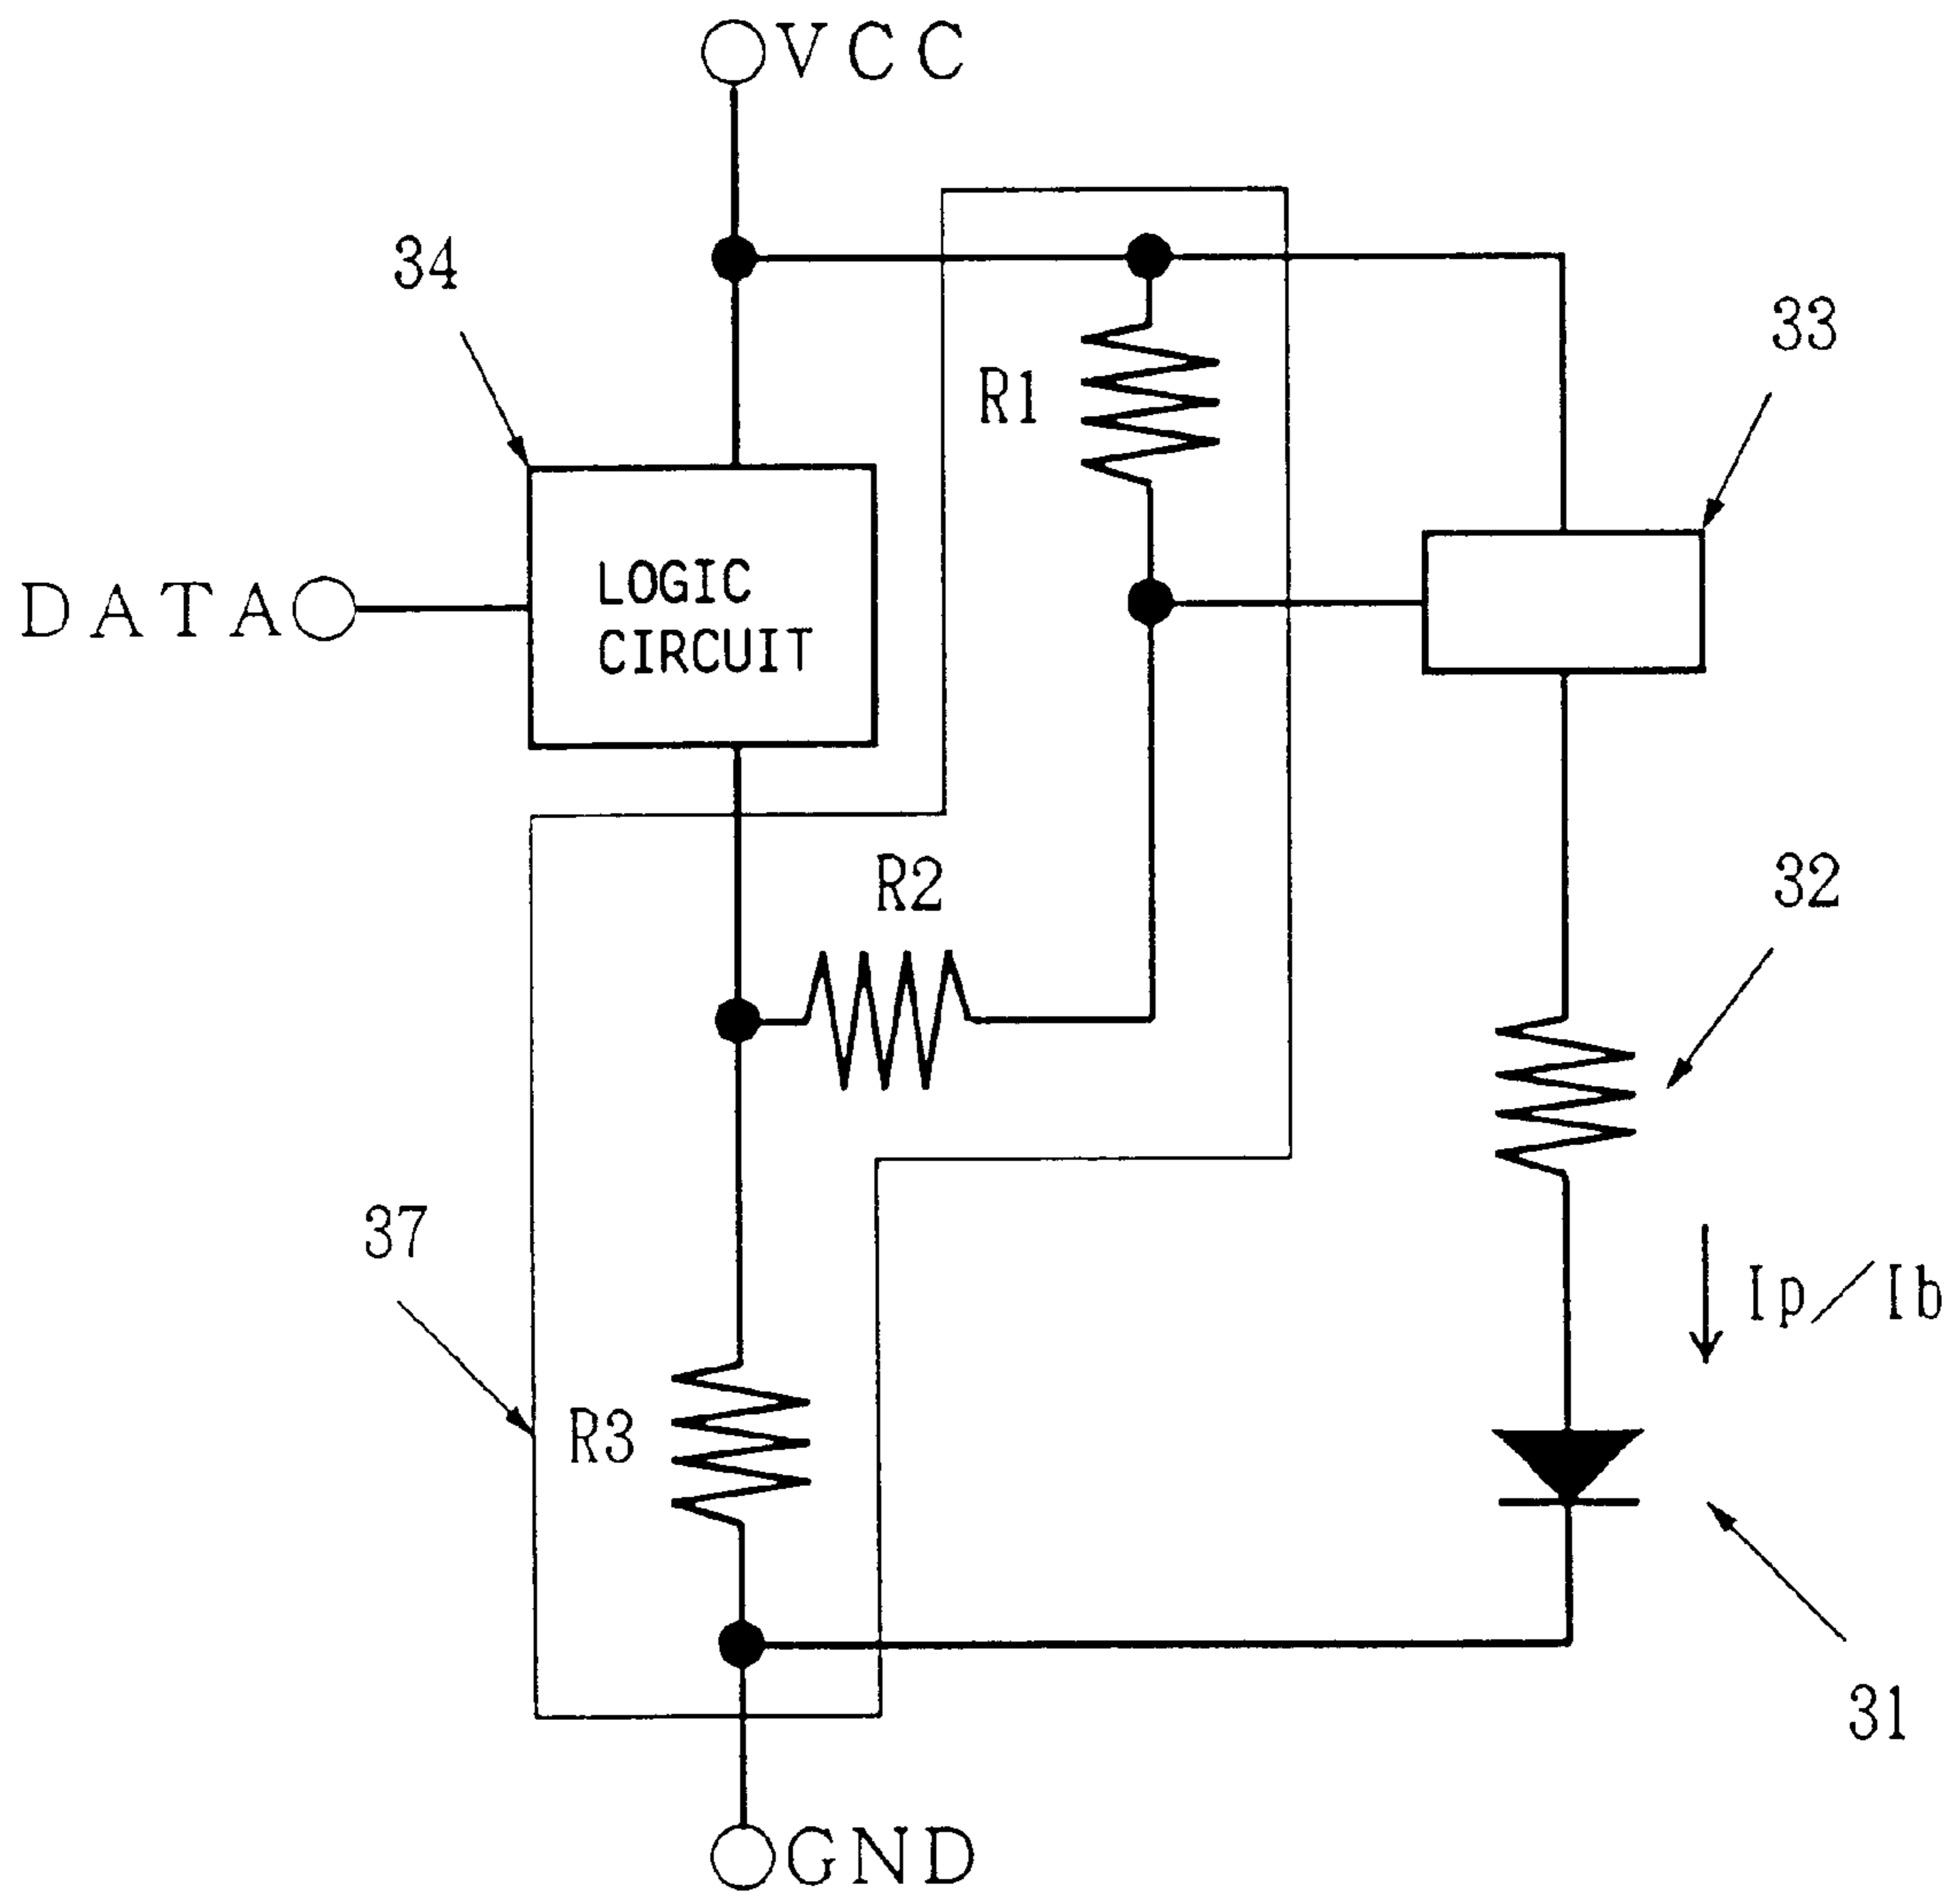 VCC
34
33
R1
DATA
LOGIC
CIRCUIT
R2
32
37
Ip/Ib
R3
31
GND